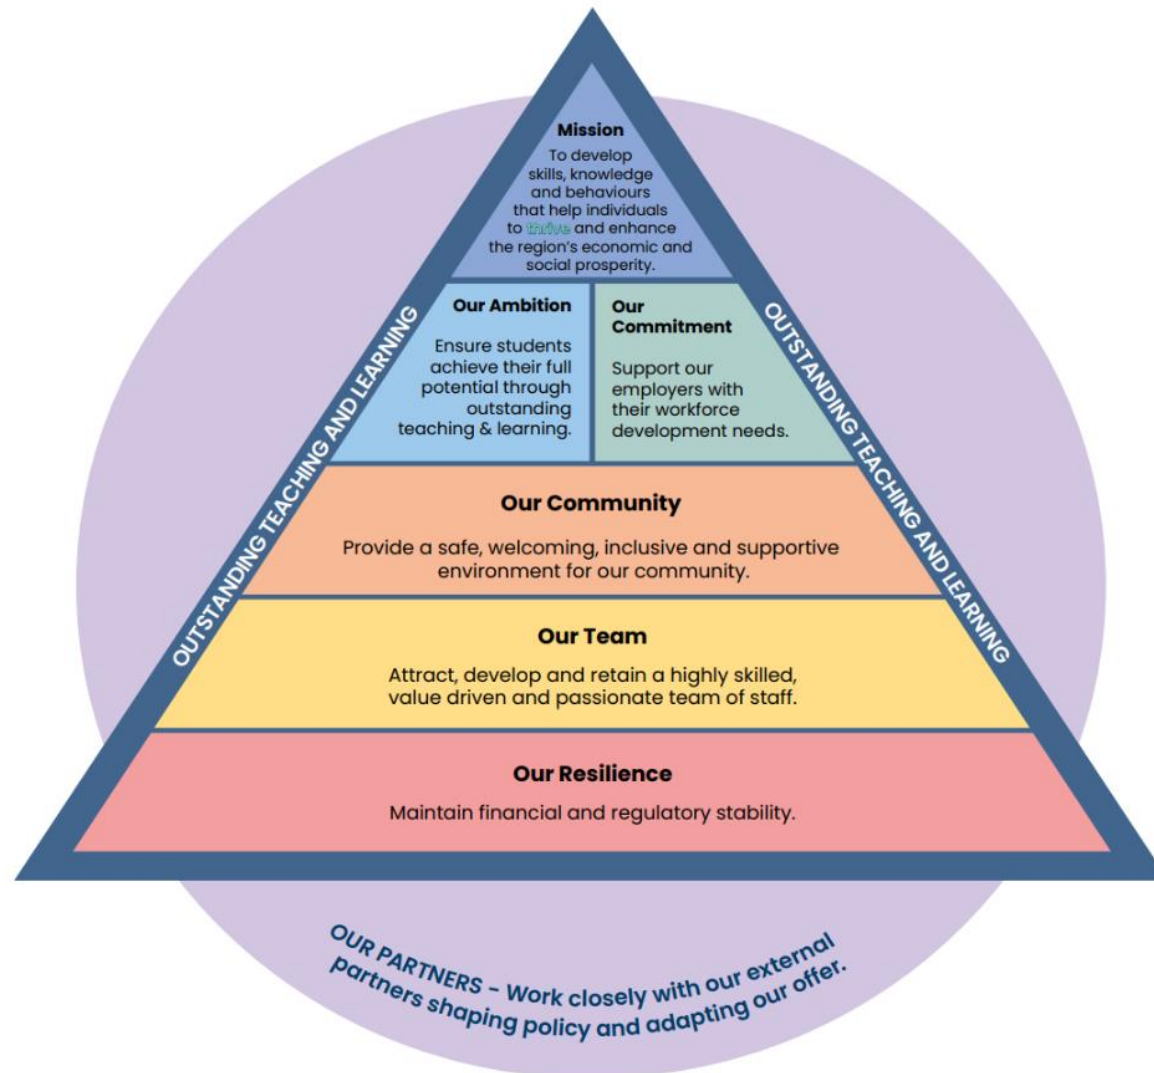 Mission
To develop
skills, knowledge
and behaviours
that help individuals
to thrive and enhance
the region's economic and
social prosperity.
Our Ambition
Ensure students
achieve their full
potential through
outstanding
teaching & learning.
Our
Commitment
Support our
employers with
their workforce
development needs.
OUTSTANDING TEACHING AND LEARNING
OUTSTANDING TEACHING AND LEARNING
Our Community
Provide a safe, welcoming, inclusive and supportive
environment for our community.
Our Team
Attract, develop and retain a highly skilled,
value driven and passionate team of staff.
Our Resilience
Maintain financial and regulatory stability.
OUR PARTNERS - Work closely with our external
partners shaping policy and adapting our offer.